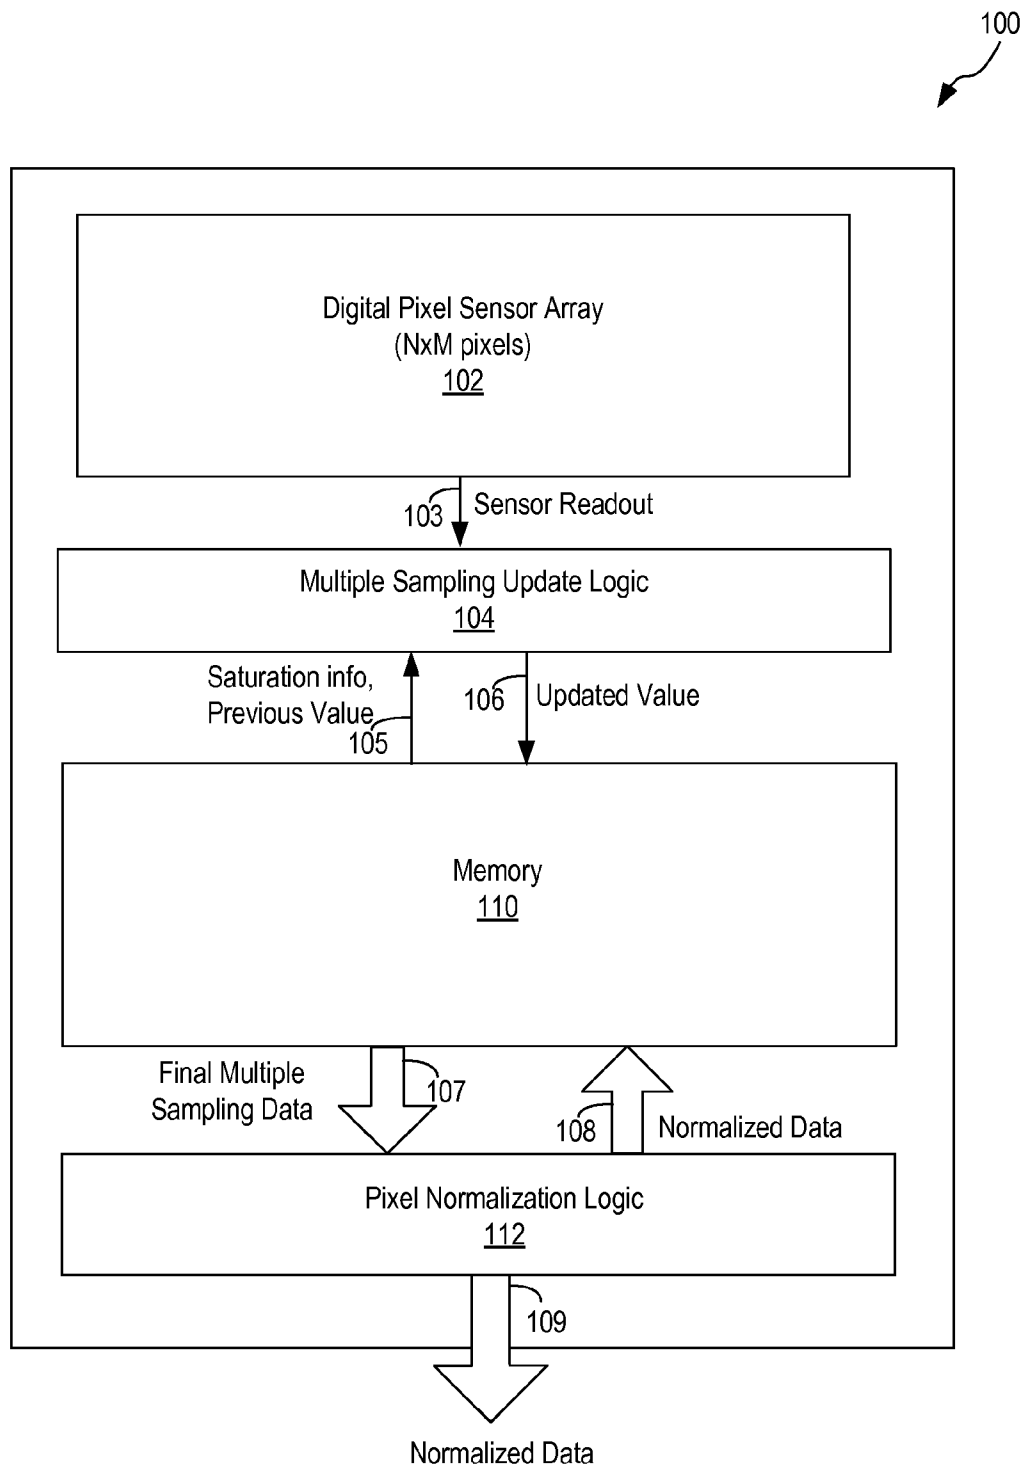 100
Digital Pixel Sensor Array
(NxM pixels)
102
103
Sensor Readout
Multiple Sampling Update Logic
104
Saturation info,
Previous Value
105
106
Updated Value
Memory
110
Final Multiple
Sampling Data
107
108
Normalized Data
Pixel Normalization Logic
112
109
Normalized Data